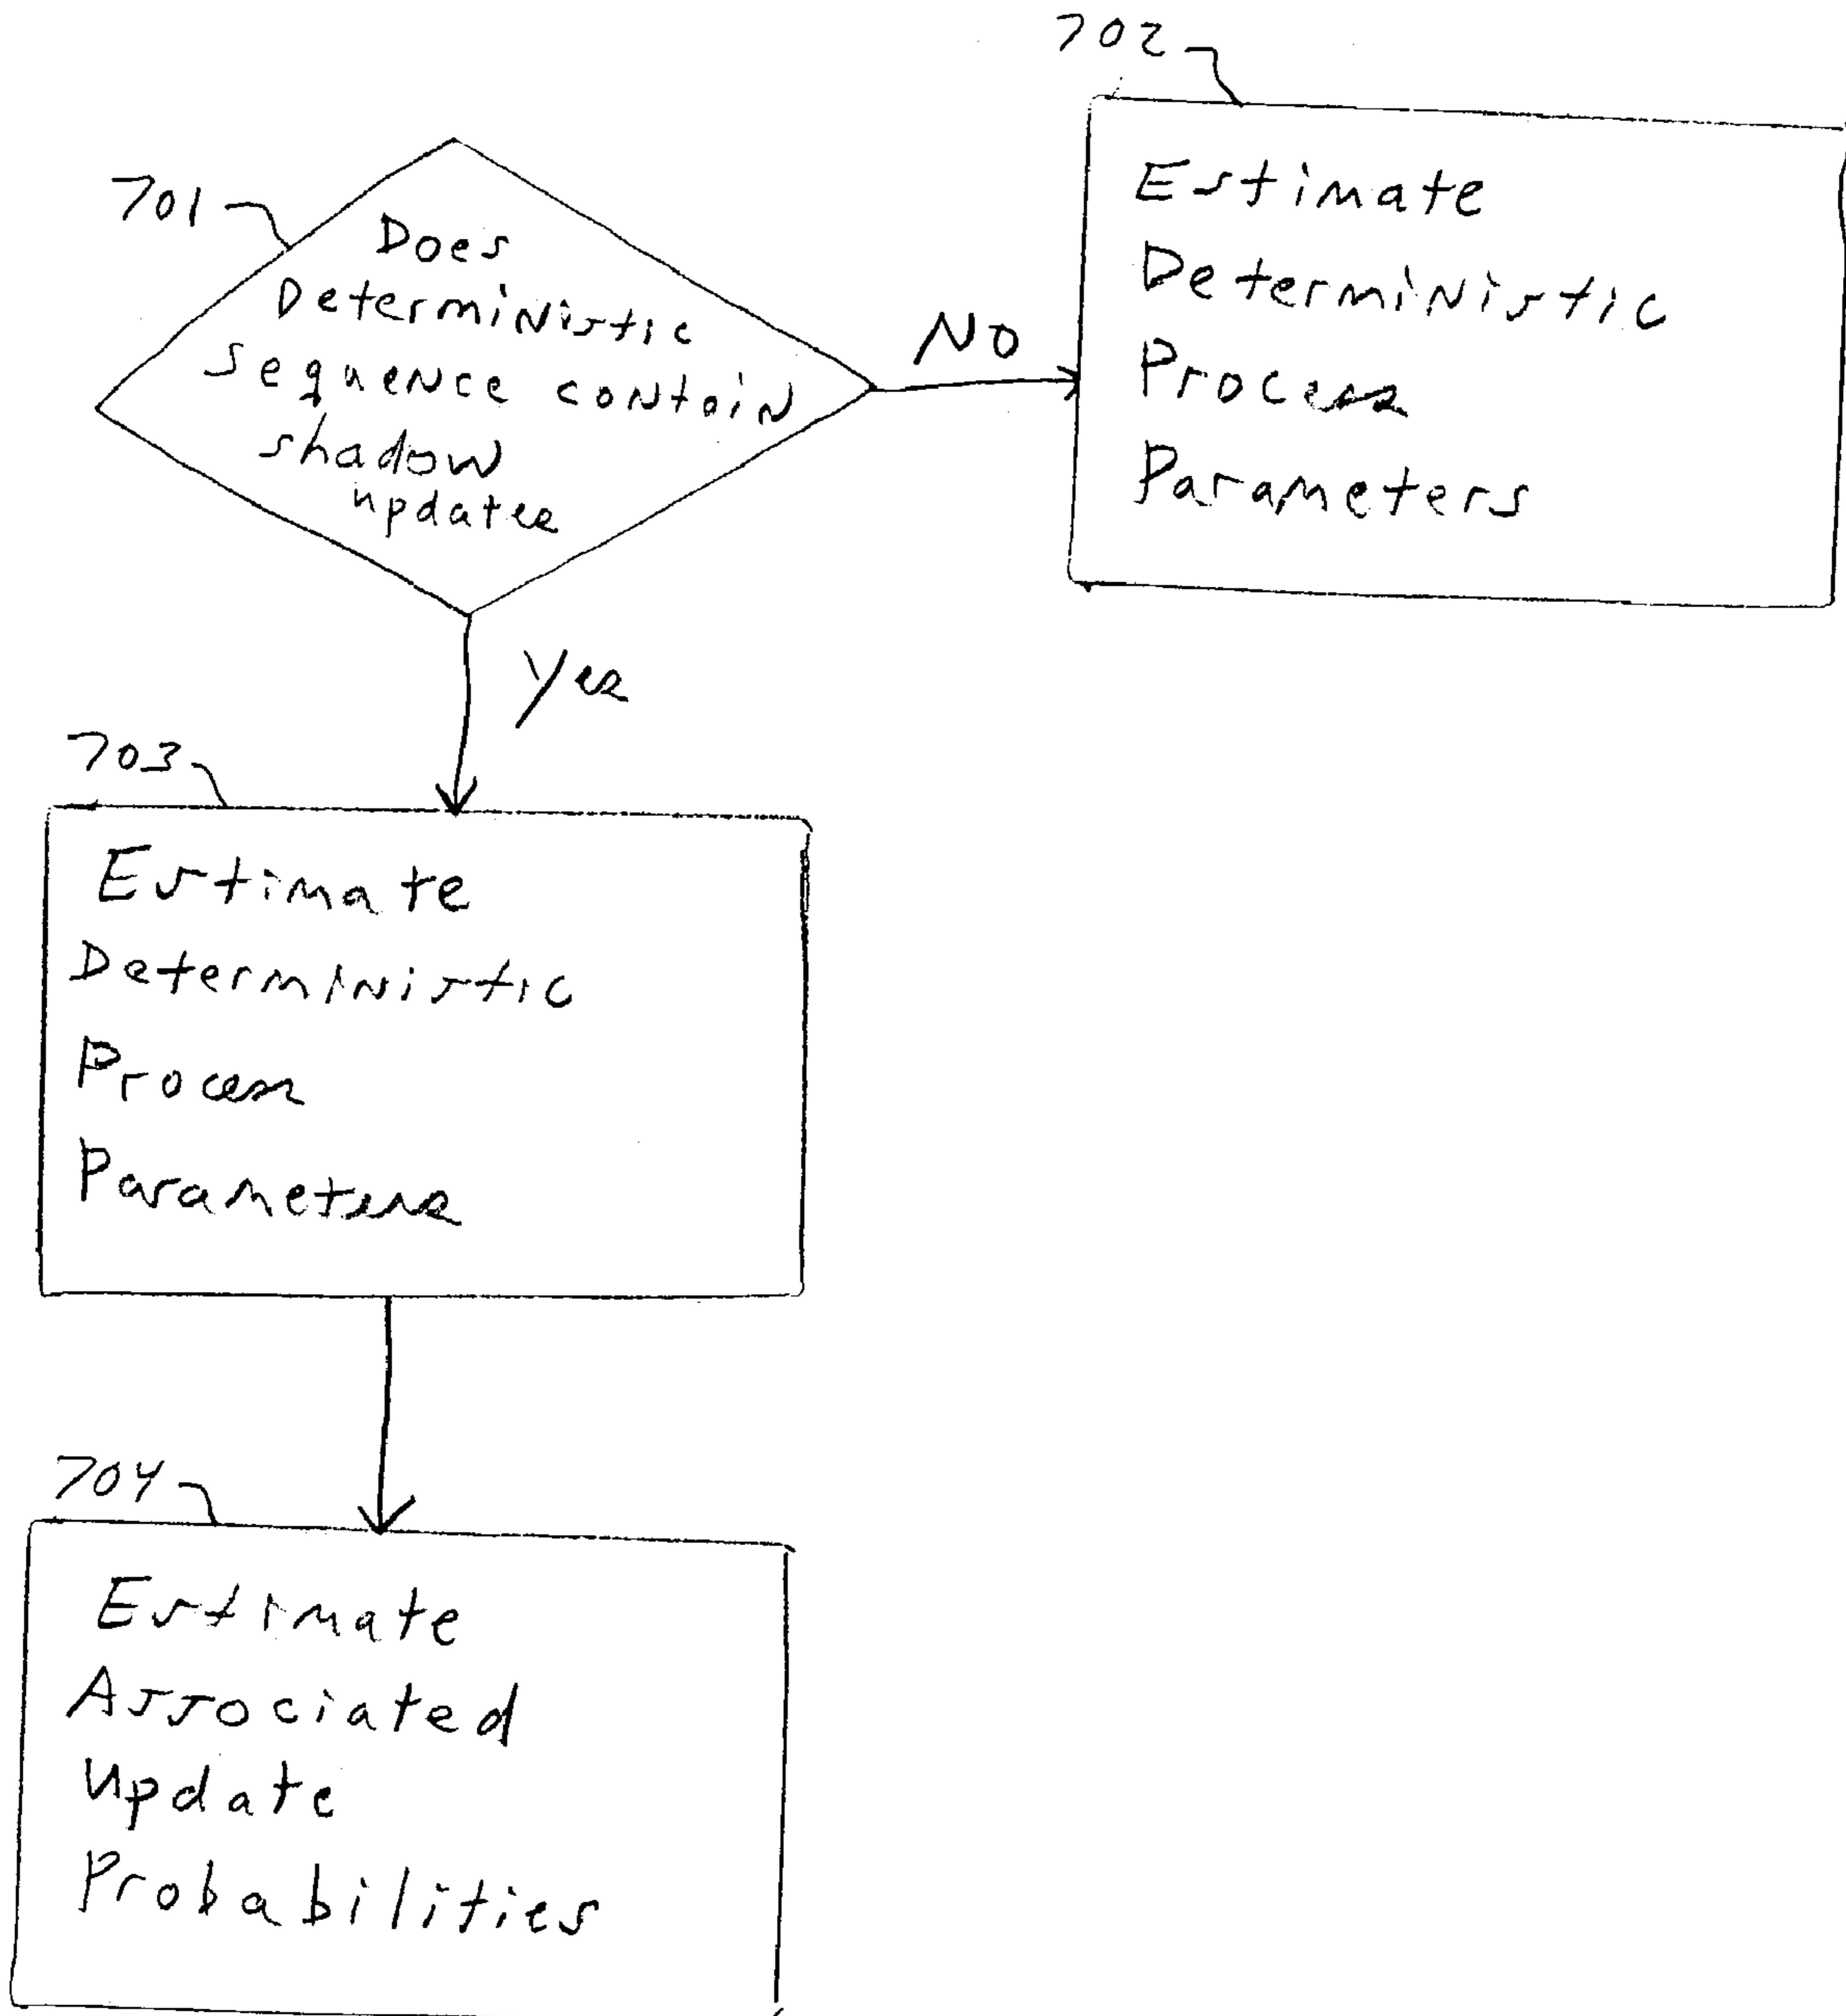 702
Estimate
Deterministic
Process
Parameters
701
Does
Deterministic
sequence contain
shadow
updates
No
Yes
703
Estimate
Deterministic
Process
Parameters
704
Estimate
Associated
Update
Probabilities